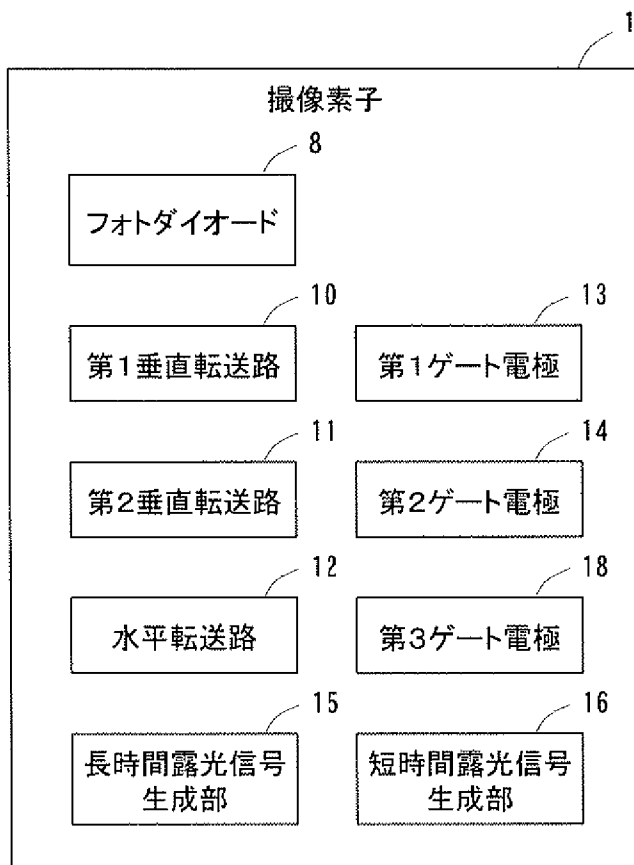 1
撮像素子
8
フォトダイオード
10
13
第1垂直転送路
第1ゲート電極
11
14
第2垂直転送路
第2ゲート電極
12
18
水平転送路
第3ゲート電極
15
16
長時間露光信号
生成部
短時間露光信号
生成部